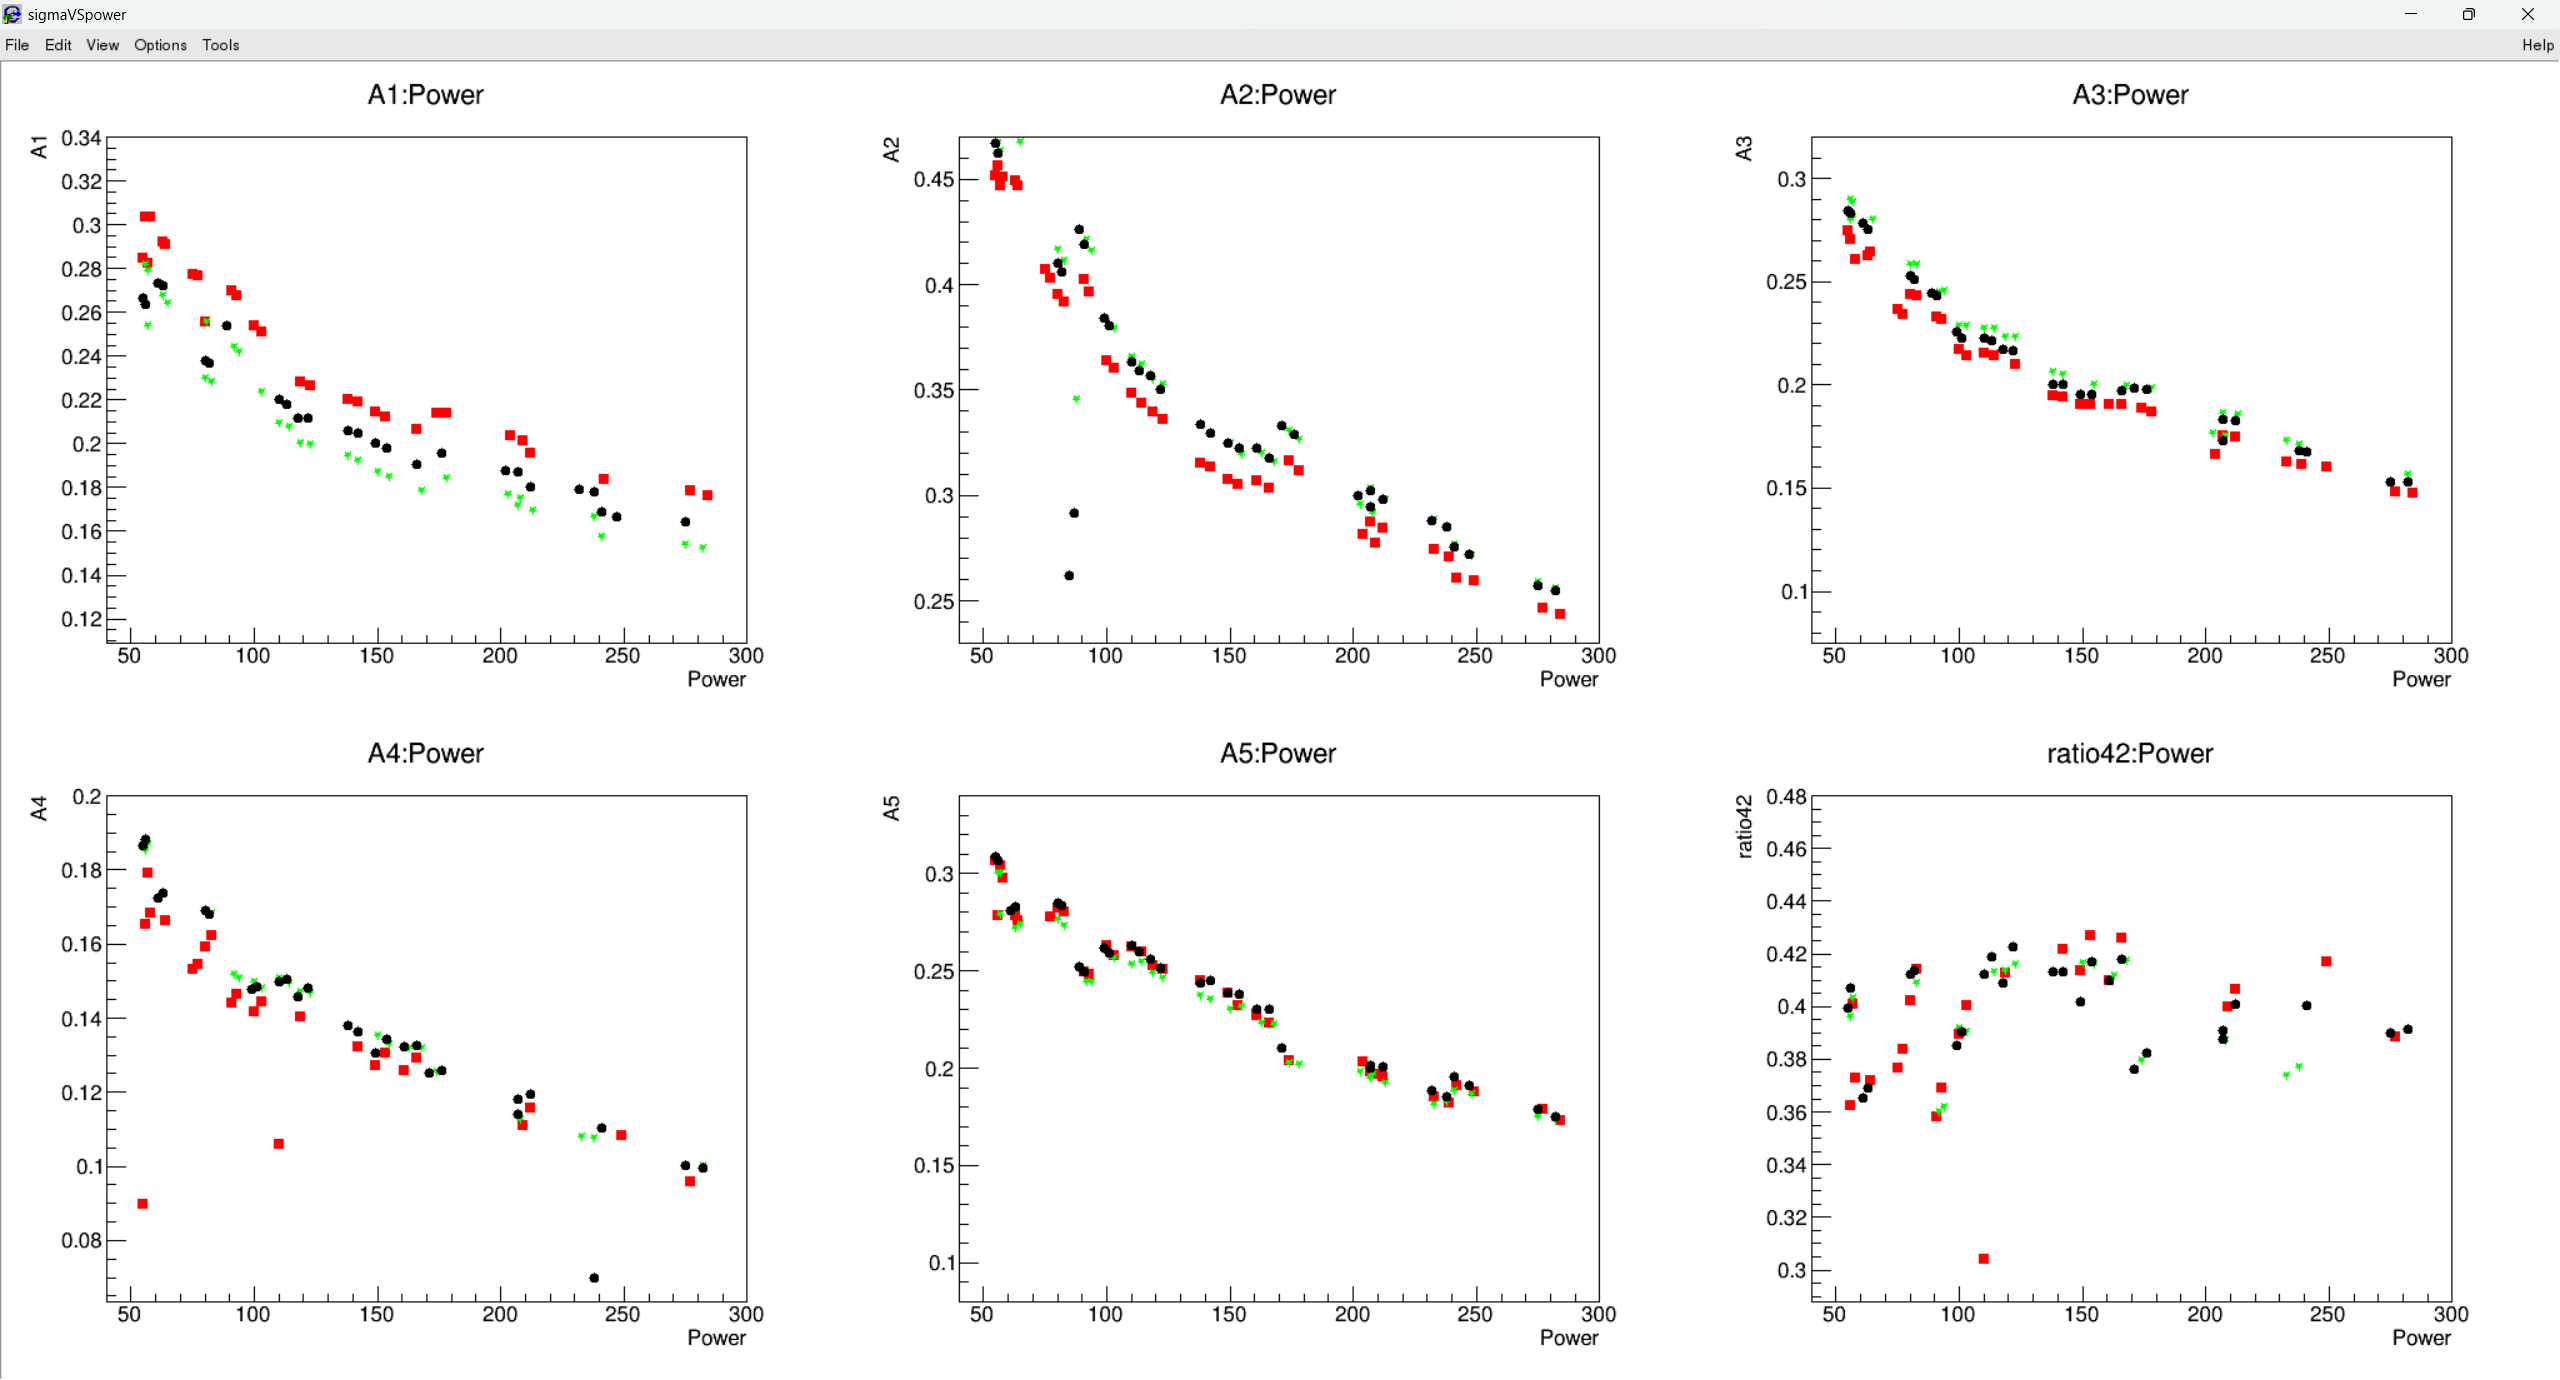 sigmaVSpower
File Edit View Options Tools Help
A1:Power
A1
0.34
0.32
0.3
0.28
0.26
0.24
0.22
0.2
0.18
0.16
0.14
0.12
50 100 150 200 250 300
Power
A2:Power
A2
0.45
0.4
0.35
0.3
0.25
50 100 150 200 250 300
Power
A3:Power
A3
0.3
0.25
0.2
0.15
0.1
50 100 150 200 250 300
Power
A4:Power
A4
0.2
0.18
0.16
0.14
0.12
0.1
0.08
50 100 150 200 250 300
Power
A5:Power
A5
0.3
0.25
0.2
0.15
0.1
50 100 150 200 250 300
Power
ratio42:Power
ratio42
0.48
0.46
0.44
0.42
0.4
0.38
0.36
0.34
0.32
0.3
50 100 150 200 250 300
Power